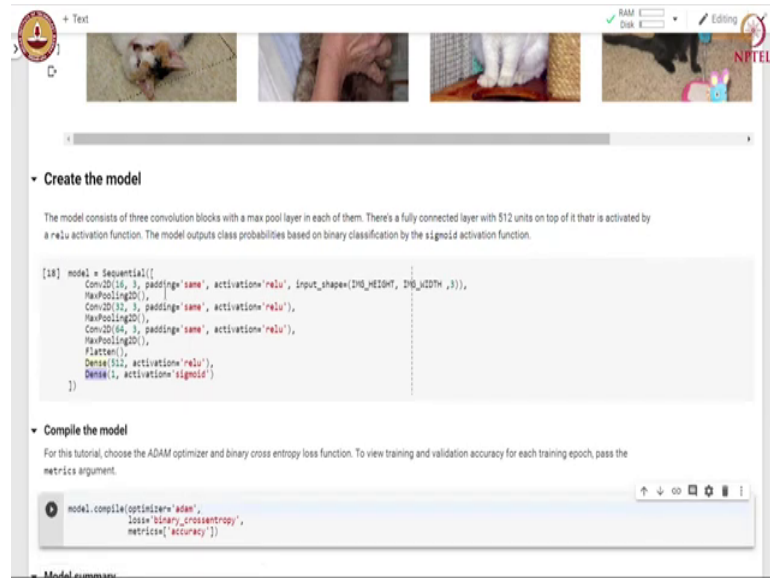 + Text
RAM
Disk
Editing
NPTEL
Create the model
The model consists of three convolution blocks with a max pool layer in each of them. There's a fully connected layer with 512 units on top of it thatr is activated by
a relu activation function. The model outputs class probabilities based on binary classification by the sigmoid activation function.
[18] model = Sequential([
Conv2D(16, 3, padding='same', activation='relu', input_shape=(IMG_HEIGHT, IMG_WIDTH ,3)),
MaxPooling2D(),
Conv2D(32, 3, padding='same', activation='relu'),
MaxPooling2D(),
Conv2D(64, 3, padding='same', activation='relu'),
MaxPooling2D(),
Flatten(),
Dense(512, activation='relu'),
Dense(1, activation='sigmoid')
])
Compile the model
For this tutorial, choose the ADAM optimizer and binary cross entropy loss function. To view training and validation accuracy for each training epoch, pass the
metrics argument.
model.compile(optimizer='adam',
loss='binary_crossentropy',
metrics=['accuracy'])
Model summary